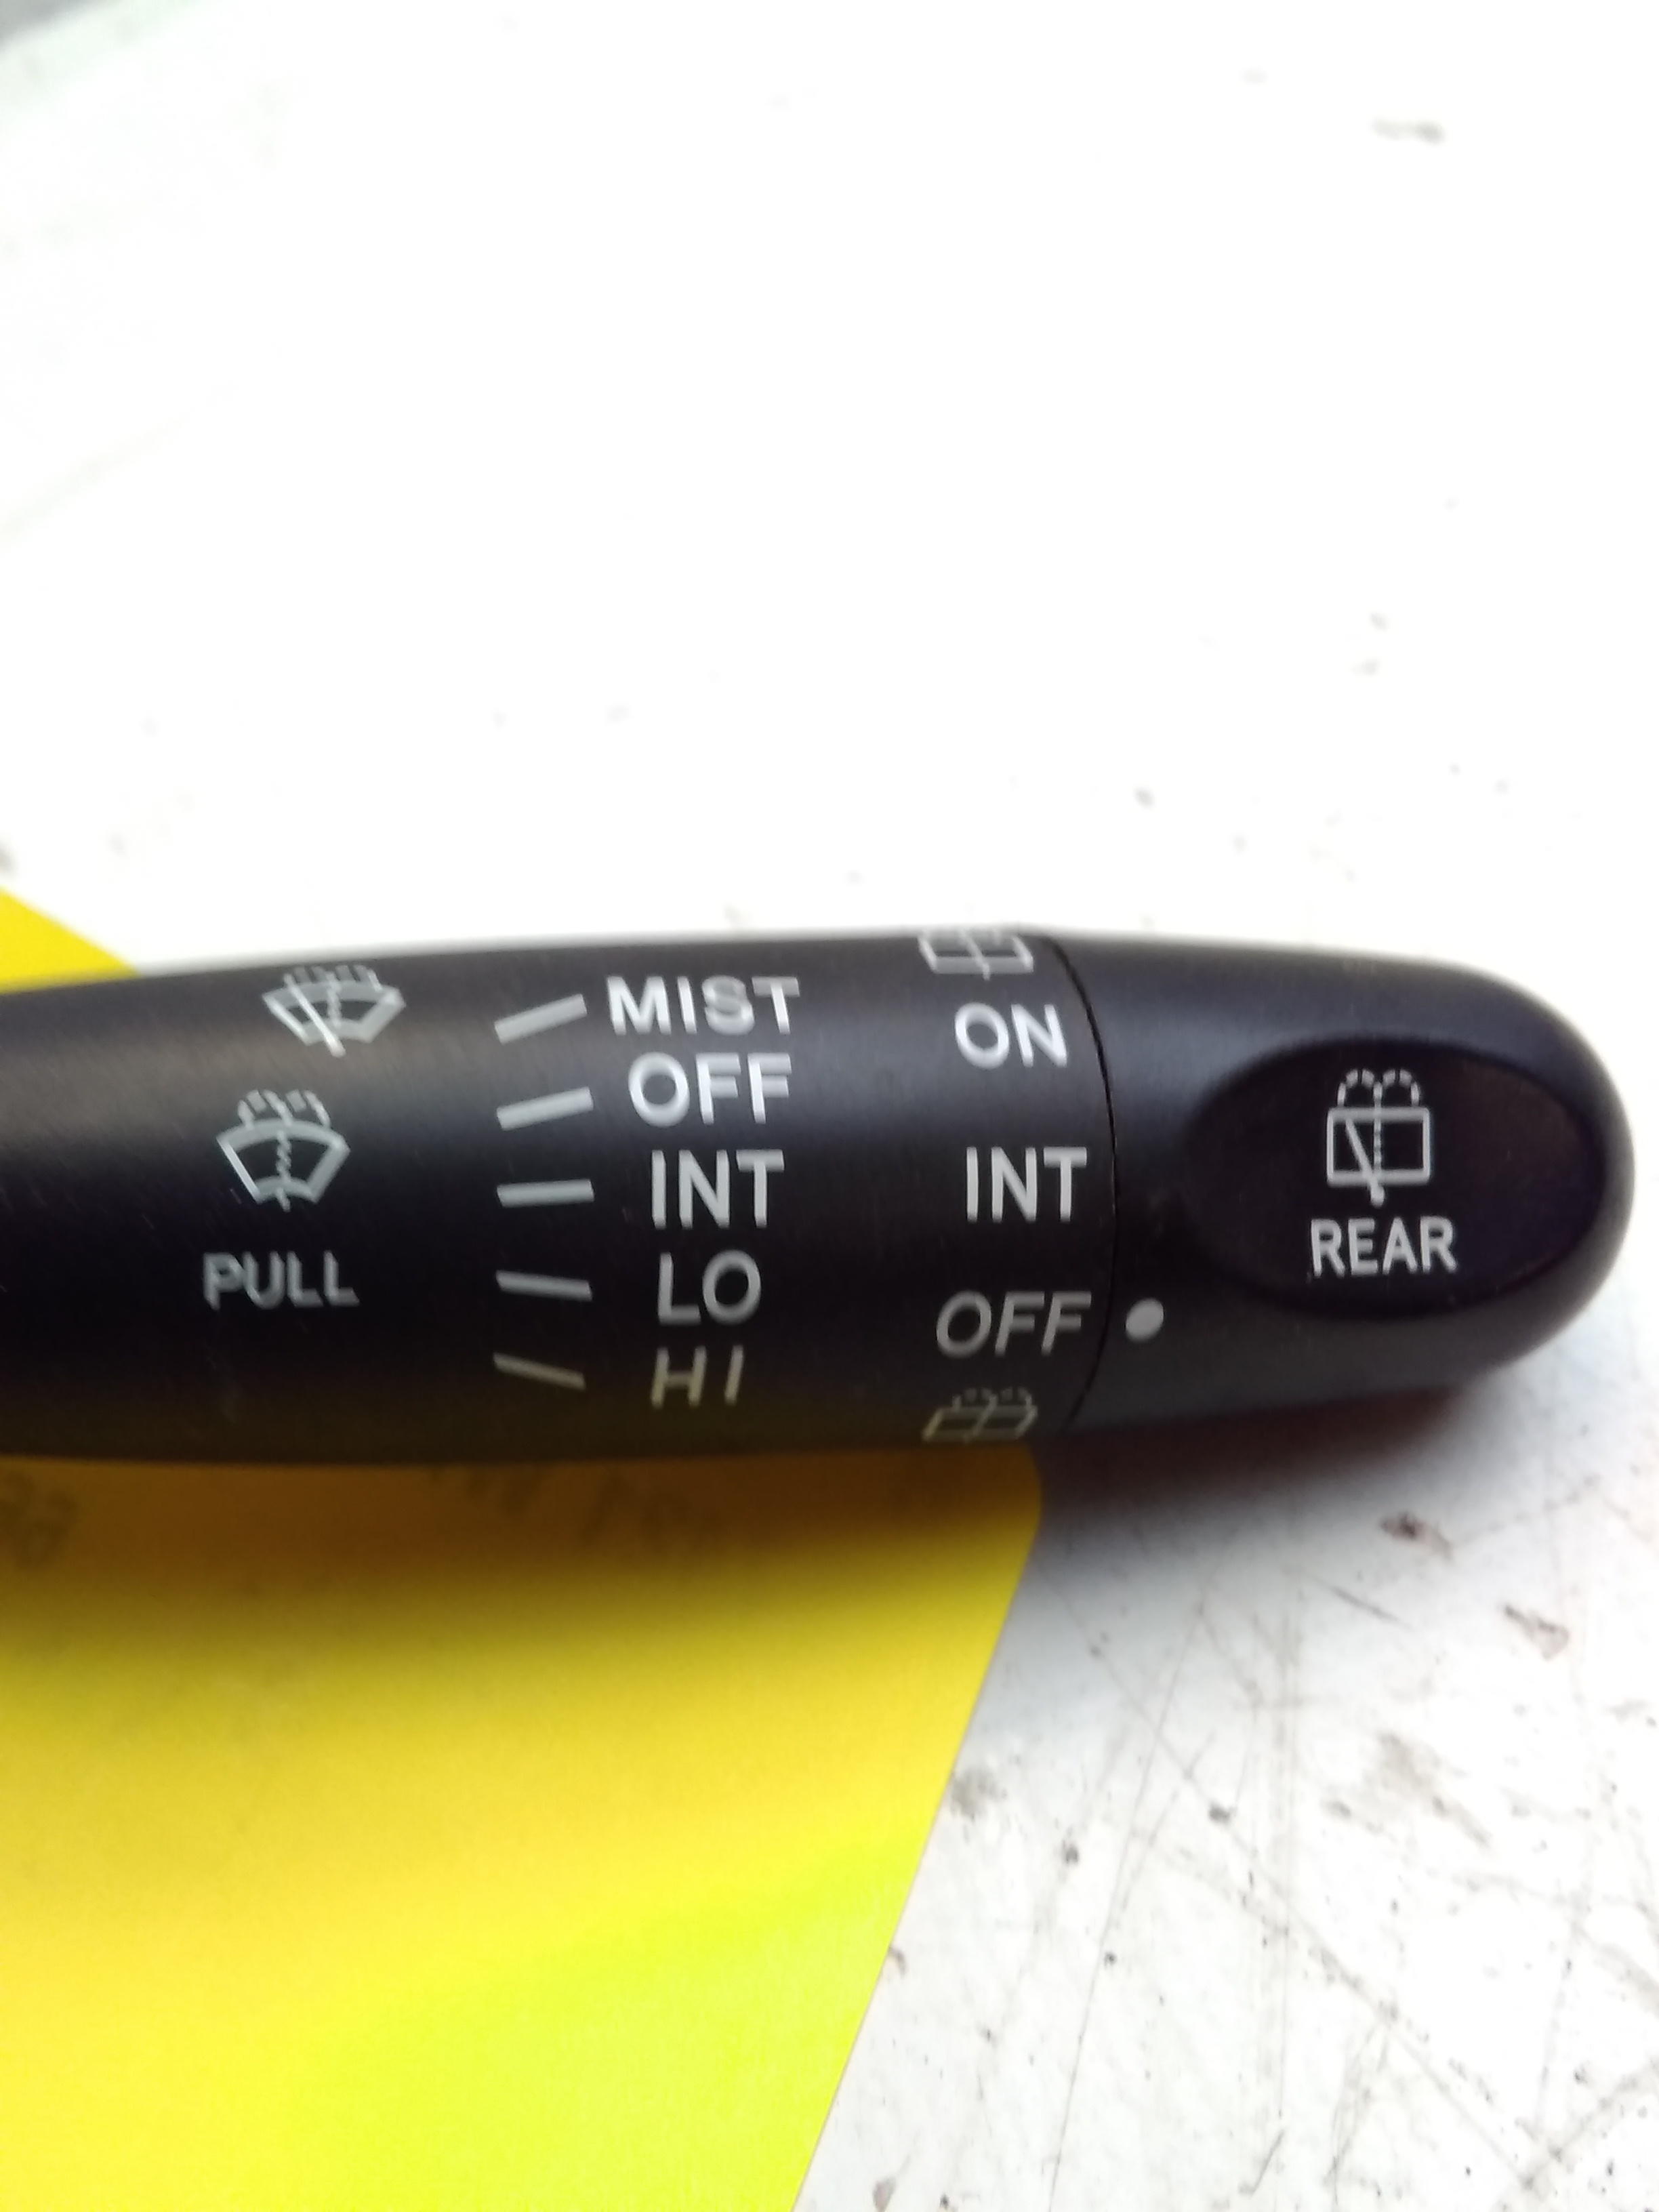 MIST
OFF
INT
LO
HI
PULL
ON
INT
OFF
REAR